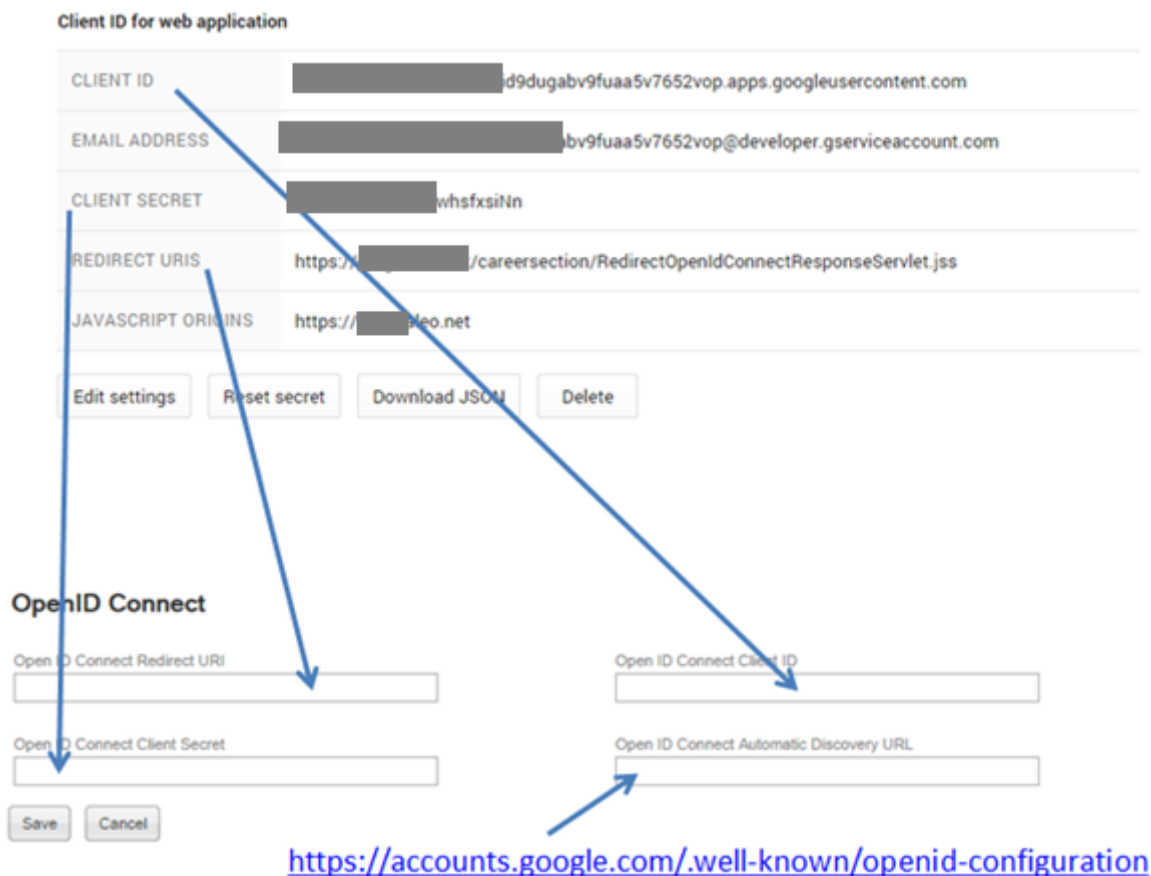 Client ID for web application
CLIENT ID id9dugabv9fuaa5v7652vop.apps.googleusercontent.com
EMAIL ADDRESS abv9fuaa5v7652vop@developer.gserviceaccount.com
CLIENT SECRET whsfxsiNn
REDIRECT URIS https:/ /careersection/RedirectOpenIdConnectResponseServlet.jss
JAVASCRIPT ORIGINS https:// leo.net
Edit settings Reset secret Download JSON Delete
OpenID Connect
Open ID Connect Redirect URI Open ID Connect Client ID
Open ID Connect Client Secret Open ID Connect Automatic Discovery URL
Save Cancel
https://accounts.google.com/.well-known/openid-configuration